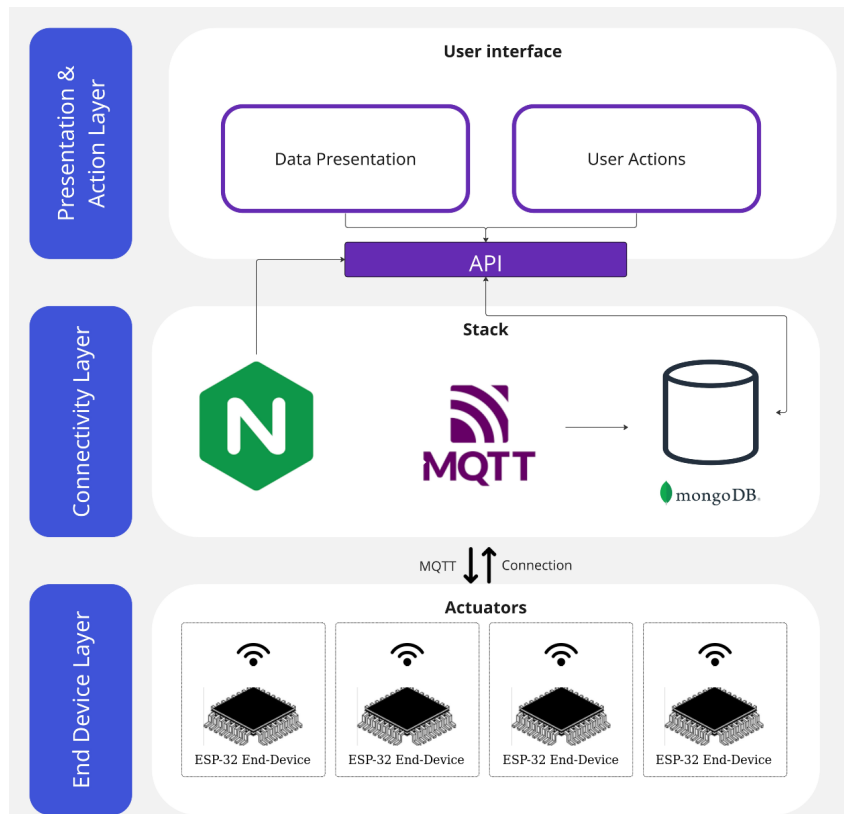 Presentation &
Action Layer
User interface
Data Presentation
User Actions
API
Connectivity Layer
Stack
N
MQTT
mongoDB.
MQTT
Connection
End Device Layer
Actuators
ESP-32 End-Device
ESP-32 End-Device
ESP-32 End-Device
ESP-32 End-Device